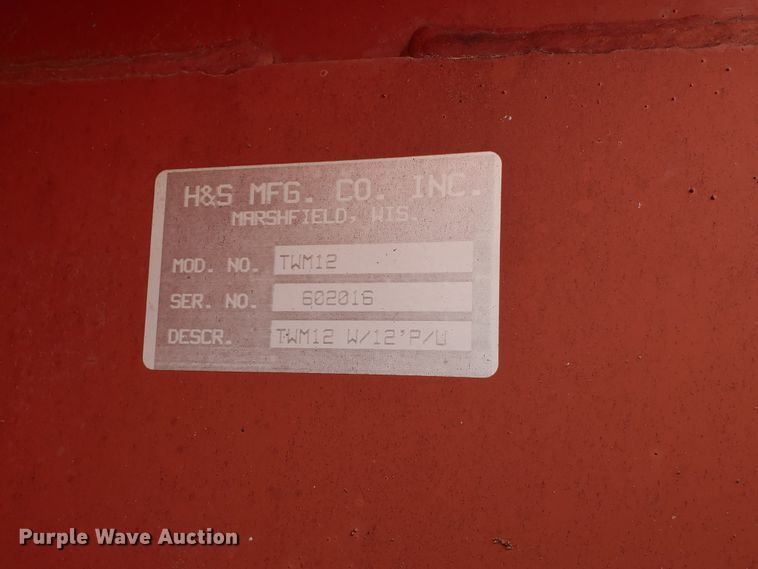 H&S MFG. CO. INC.
MARSHFIELD, WIS.
MOD. NO. TWM12
SER. NO. 602016
DESCR. TWM12 W/12'P/U
Purple Wave Auction®